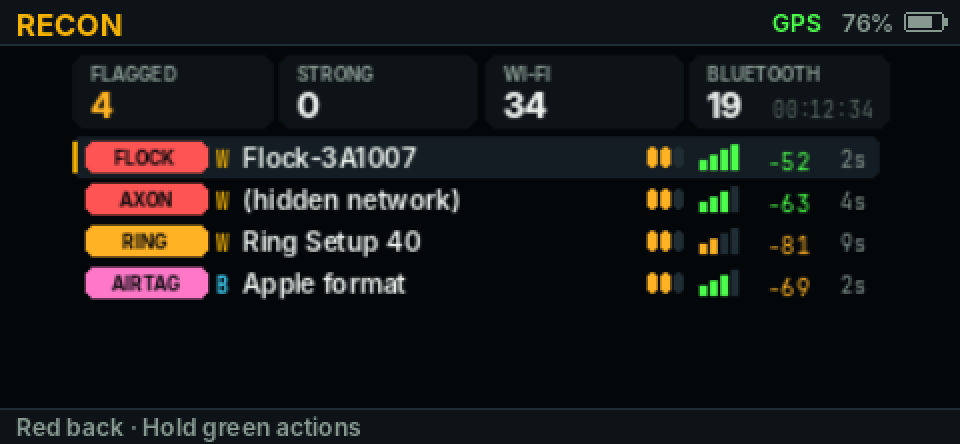 RECON GPS 76%
FLAGGED STRONG WI-FI BLUETOOTH
4 0 34 19 00:12:34
FLOCK W Flock-3A1007 -52 2s
AXON W (hidden network) -63 4s
RING W Ring Setup 40 -81 9s
AIRTAG B Apple format -69 2s
Red back · Hold green actions